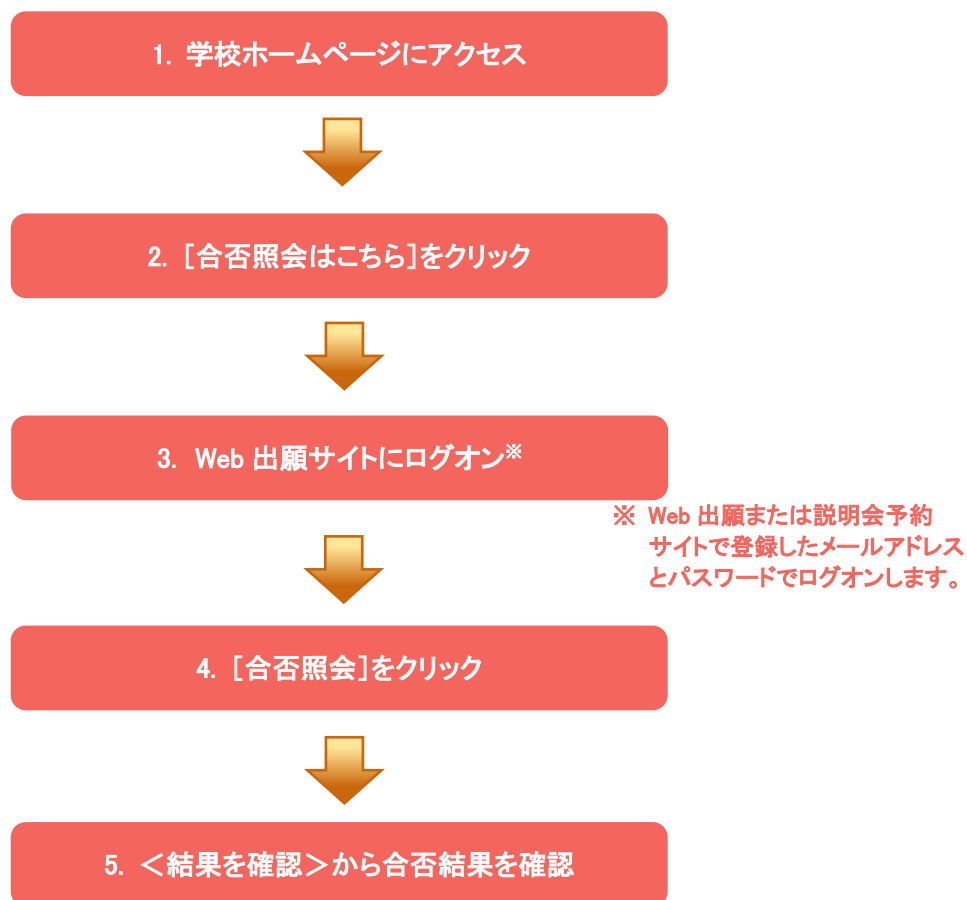 1. 学校ホームページにアクセス
2. [合否照会はこちら]をクリック
3. Web 出願サイトにログオン※
※ Web 出願または説明会予約
サイトで登録したメールアドレス
とパスワードでログオンします。
4. [合否照会]をクリック
5. ＜結果を確認＞から合否結果を確認